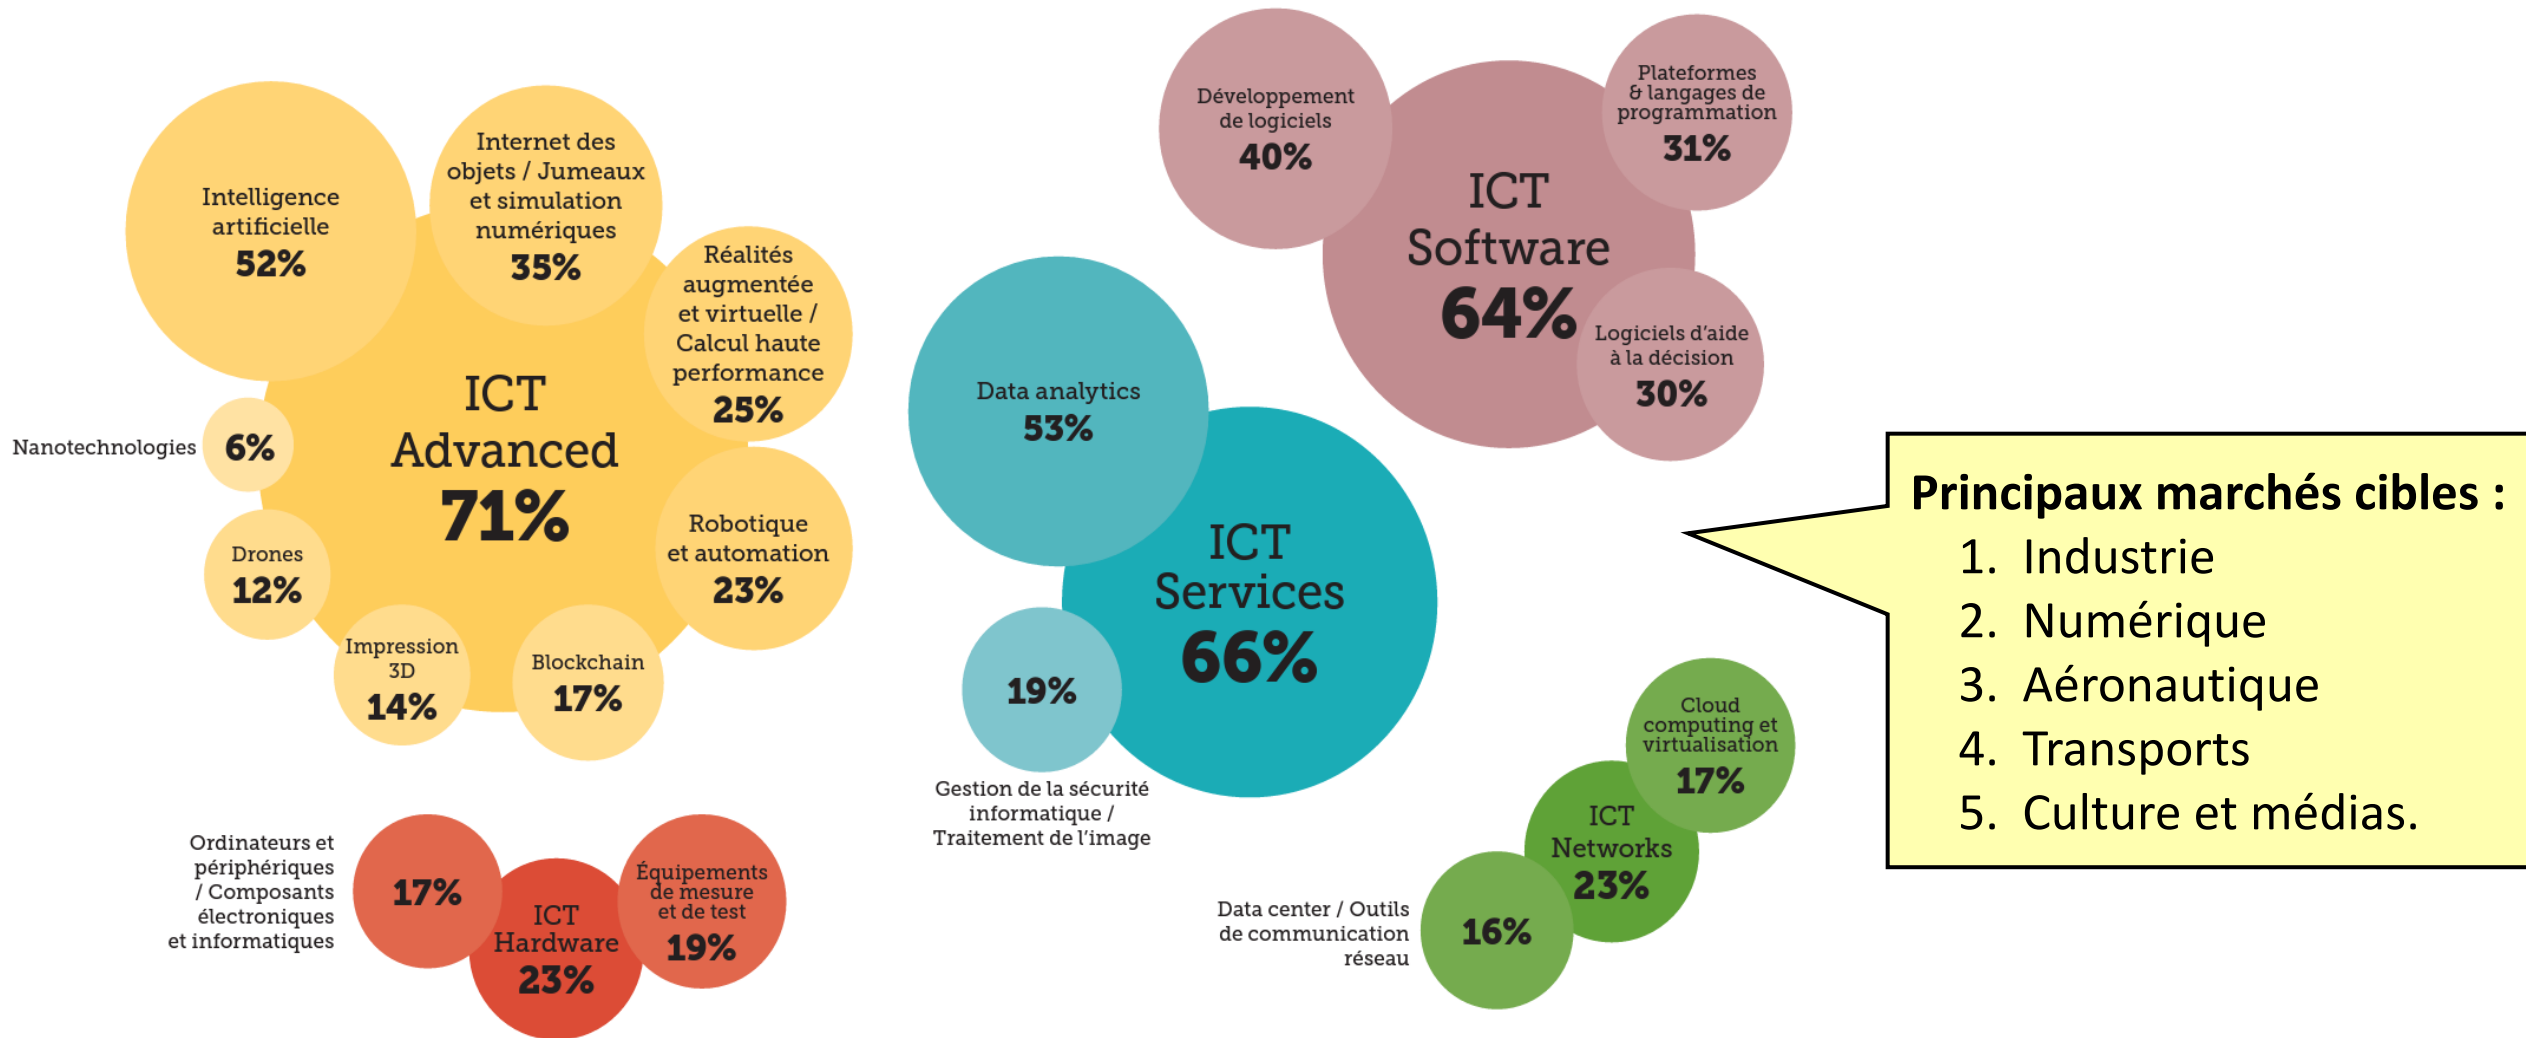 Intelligence
artificielle
52%
Internet des
objets / Jumeaux
et simulation
numériques
35%
Réalités
augmentée
et virtuelle /
Calcul haute
performance
25%
ICT
Advanced
71%
Nanotechnologies
6%
Drones
12%
Impression
3D
14%
Blockchain
17%
Robotique
et automation
23%
Développement
de logiciels
40%
Plateformes
& langages de
programmation
31%
ICT
Software
64%
Logiciels d'aide
à la décision
30%
Data analytics
53%
ICT
Services
66%
19%
Gestion de la sécurité
informatique /
Traitement de l'image
Ordinateurs et
périphériques
/ Composants
électroniques
et informatiques
17%
ICT
Hardware
23%
Équipements
de mesure
et de test
19%
Cloud
computing et
virtualisation
17%
ICT
Networks
23%
Data center / Outils
de communication
réseau
16%
Principaux marchés cibles :
1. Industrie
2. Numérique
3. Aéronautique
4. Transports
5. Culture et médias.